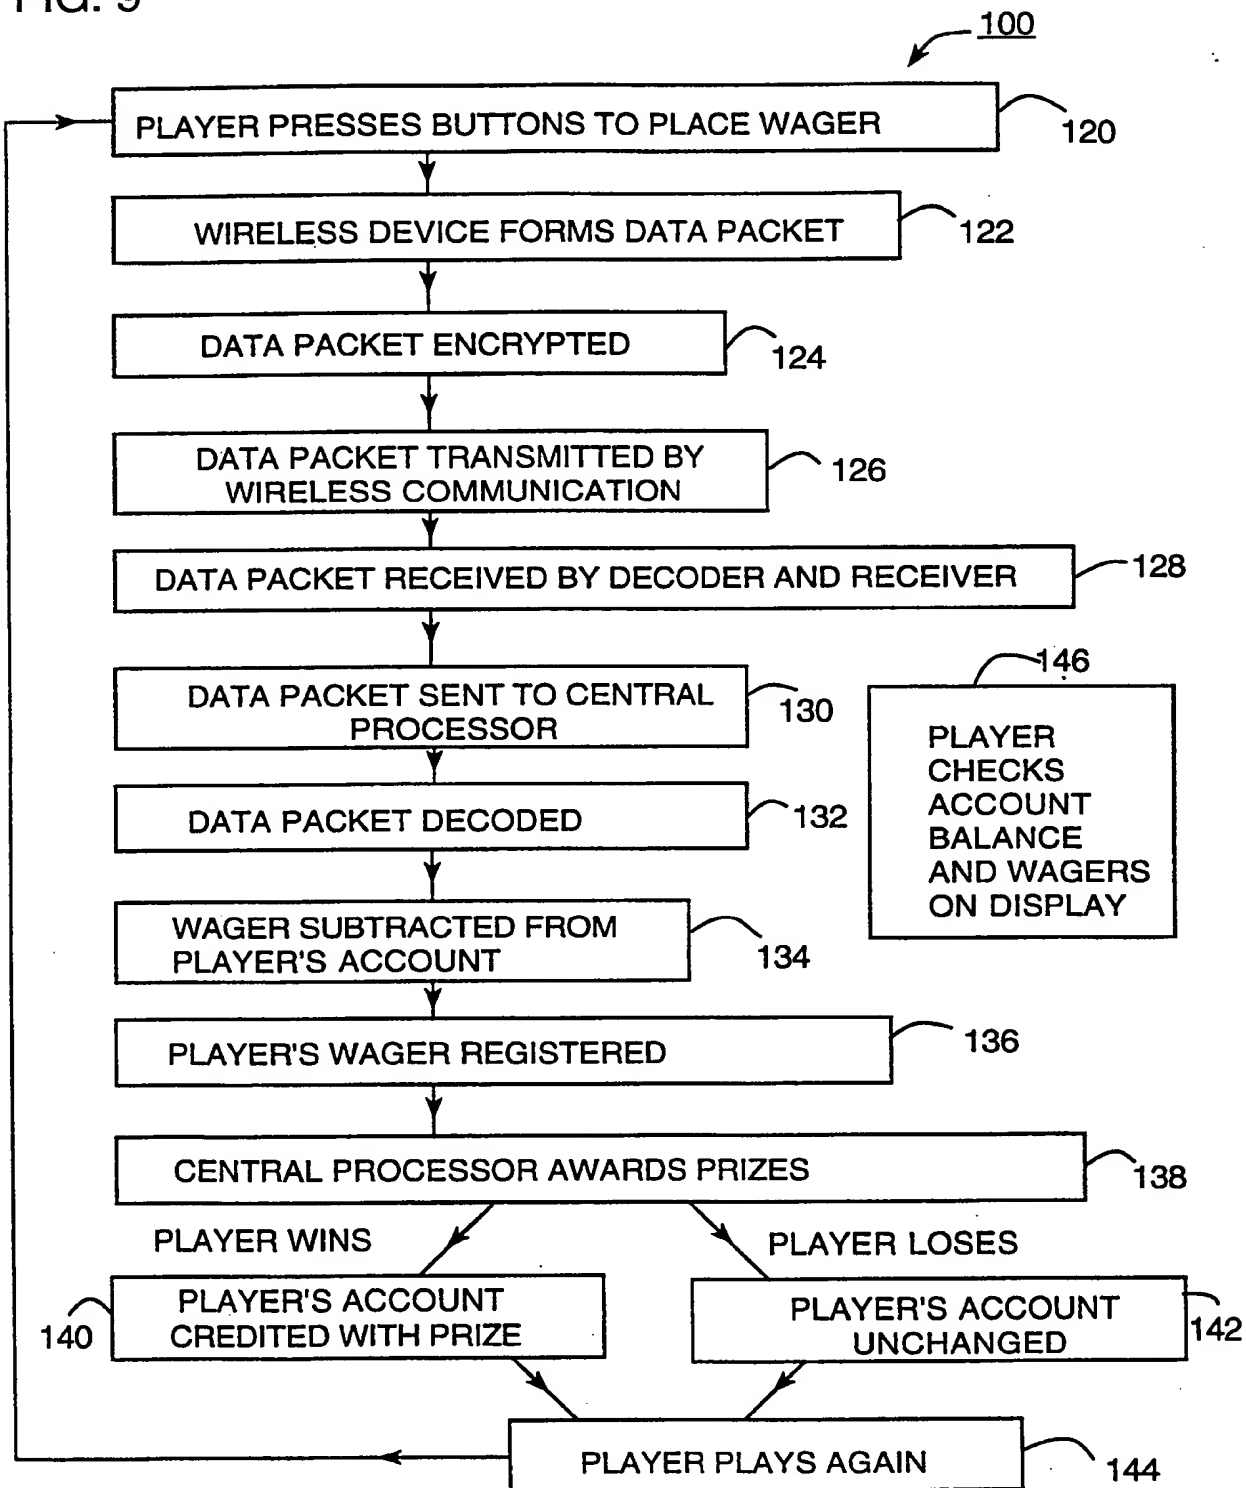 FIG. 9
100
PLAYER PRESSES BUTTONS TO PLACE WAGER
120
WIRELESS DEVICE FORMS DATA PACKET
122
DATA PACKET ENCRYPTED
124
DATA PACKET TRANSMITTED BY
WIRELESS COMMUNICATION
126
DATA PACKET RECEIVED BY DECODER AND RECEIVER
128
DATA PACKET SENT TO CENTRAL
PROCESSOR
130
146
PLAYER
CHECKS
ACCOUNT
BALANCE
AND WAGERS
ON DISPLAY
DATA PACKET DECODED
132
WAGER SUBTRACTED FROM
PLAYER'S ACCOUNT
134
PLAYER'S WAGER REGISTERED
136
CENTRAL PROCESSOR AWARDS PRIZES
138
PLAYER WINS
PLAYER LOSES
140
PLAYER'S ACCOUNT
CREDITED WITH PRIZE
PLAYER'S ACCOUNT
UNCHANGED
142
PLAYER PLAYS AGAIN
144